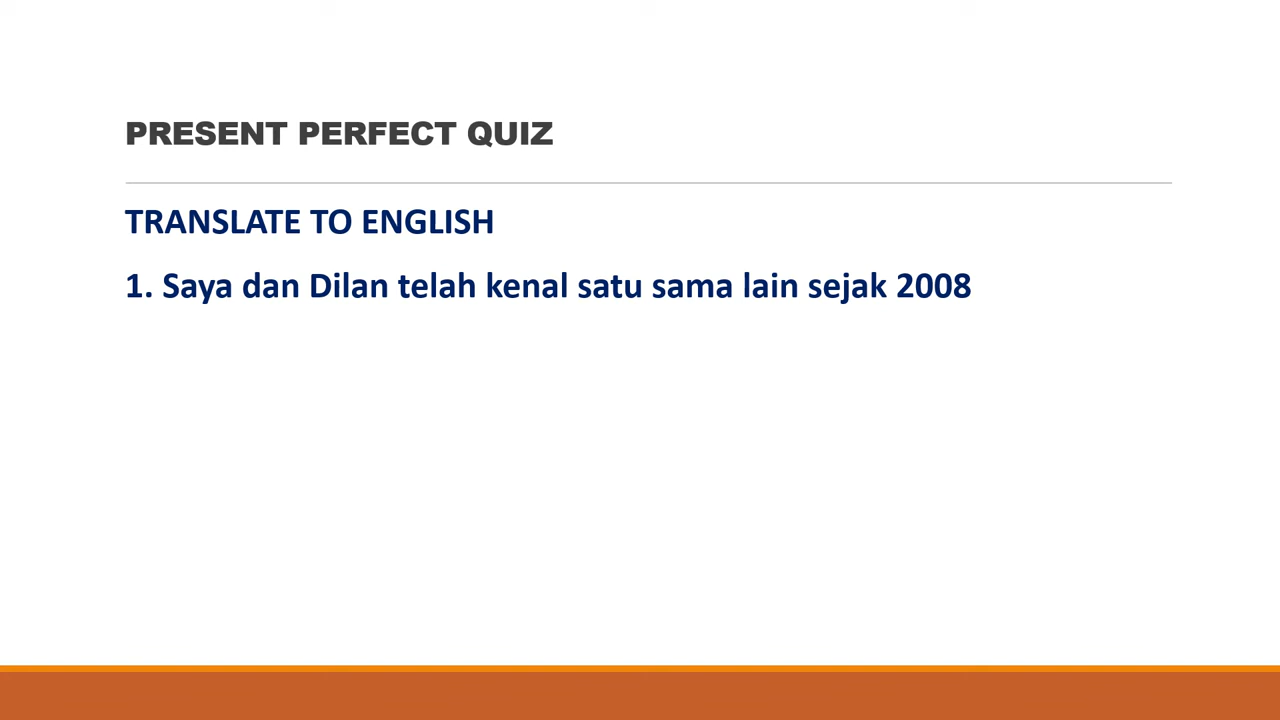 PRESENT PERFECT QUIZ
TRANSLATE TO ENGLISH
1. Saya dan Dilan telah kenal satu sama lain sejak 2008